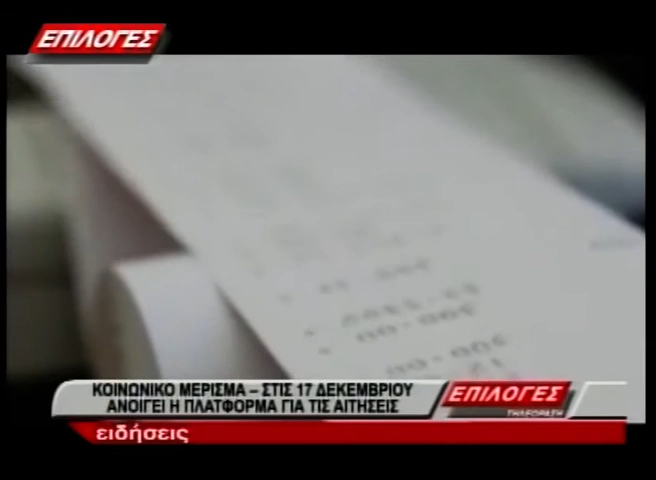 ΕΠΙΛΟΓΕΣ
ΚΟΙΝΩΝΙΚΟ ΜΕΡΙΣΜΑ – ΣΤΙΣ 17 ΔΕΚΕΜΒΡΙΟΥ
ΑΝΟΙΓΕΙ Η ΠΛΑΤΦΟΡΜΑ ΓΙΑ ΤΙΣ ΑΙΤΗΣΕΙΣ
ΕΠΙΛΟΓΕΣ
ΤΗΛΕΟΡΑΣΗ
ειδήσεις